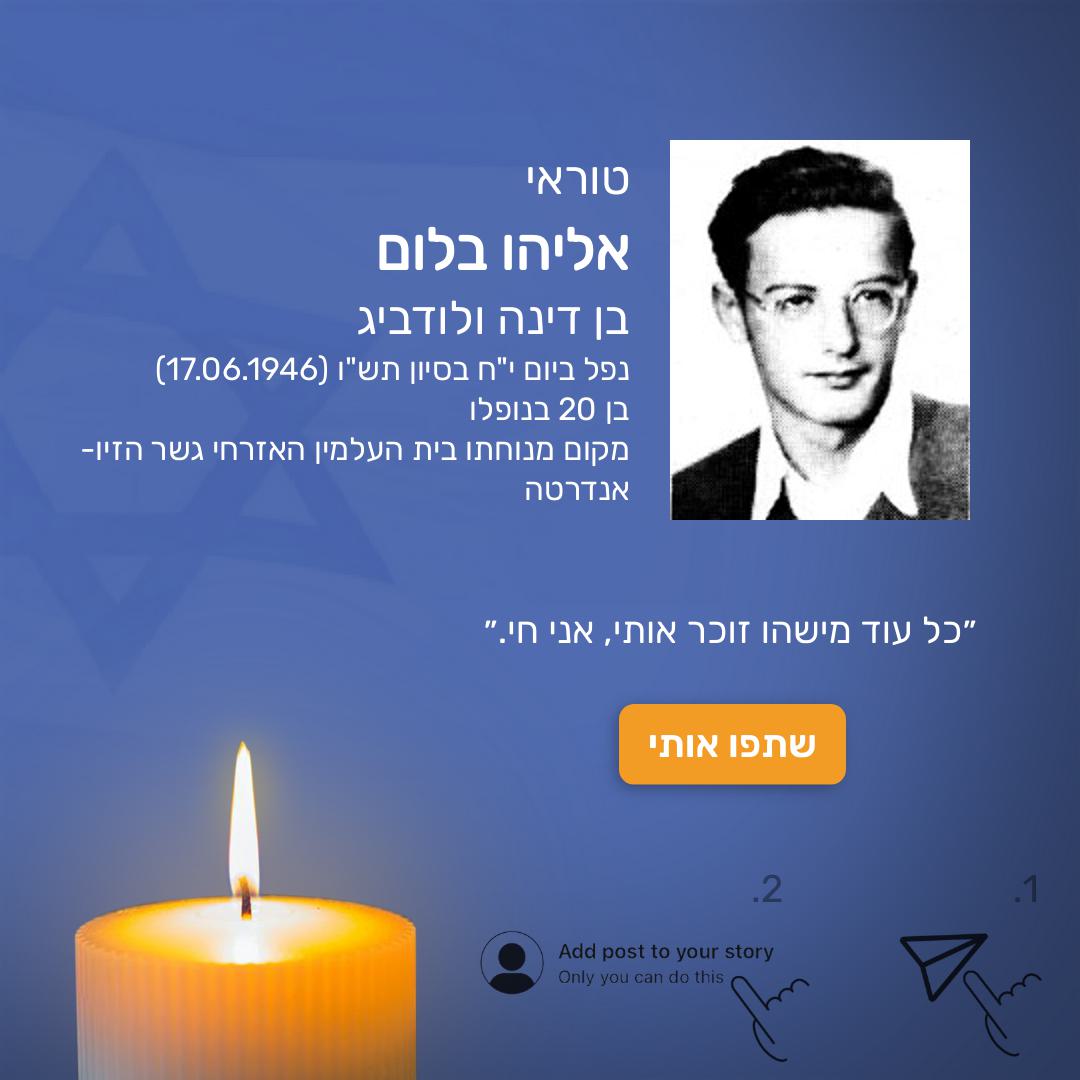 טוראי
אליהו בלום
בן דינה ולודביג
נפל ביום י"ח בסיון תש"ו (17.06.1946)
בן 20 בנופלו
מקום מנוחתו בית העלמין האזרחי גשר הזיו-
אנדרטה
״כל עוד מישהו זוכר אותי, אני חי.״
שתפו אותי
1.
2.
Add post to your story
Only you can do this